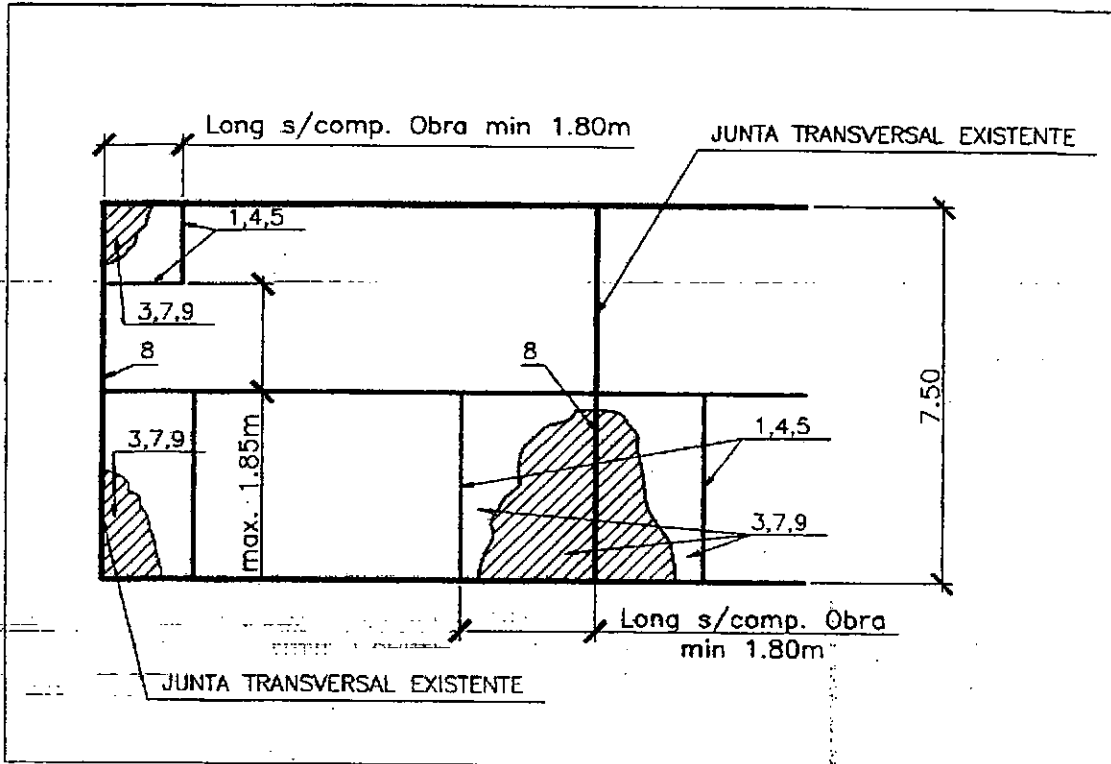 Long s/comp. Obra min 1.80m
JUNTA TRANSVERSAL EXISTENTE
1,4,5
3,7,9
8
8
7.50
3,7,9
max. 1.85m
1,4,5
3,7,9
Long s/comp. Obra
min 1.80m
JUNTA TRANSVERSAL EXISTENTE